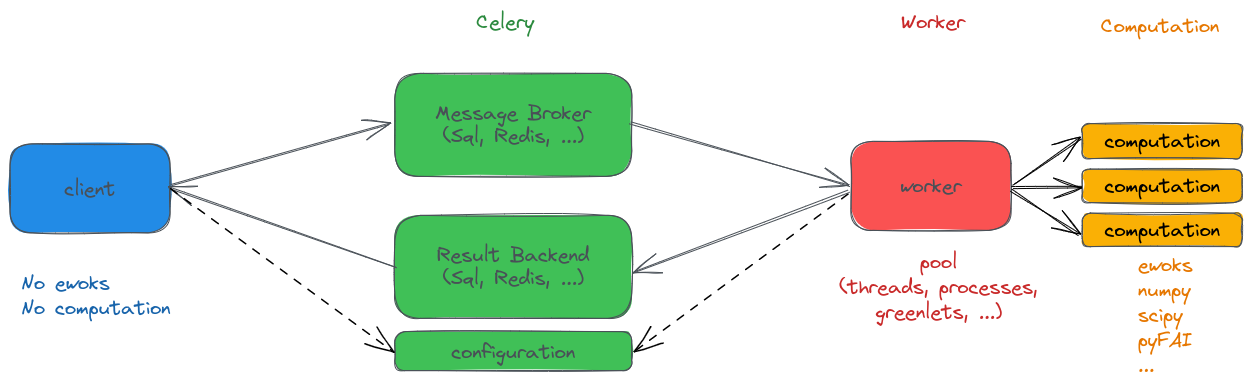 Celery
Worker
Computation
Message Broker
(Sql, Redis, ...)
client
worker
computation
computation
computation
Result Backend
(Sql, Redis, ...)
configuration
No ewoks
No computation
pool
(threads, processes,
greenlets, ...)
ewoks
numpy
scipy
pyFAI
...